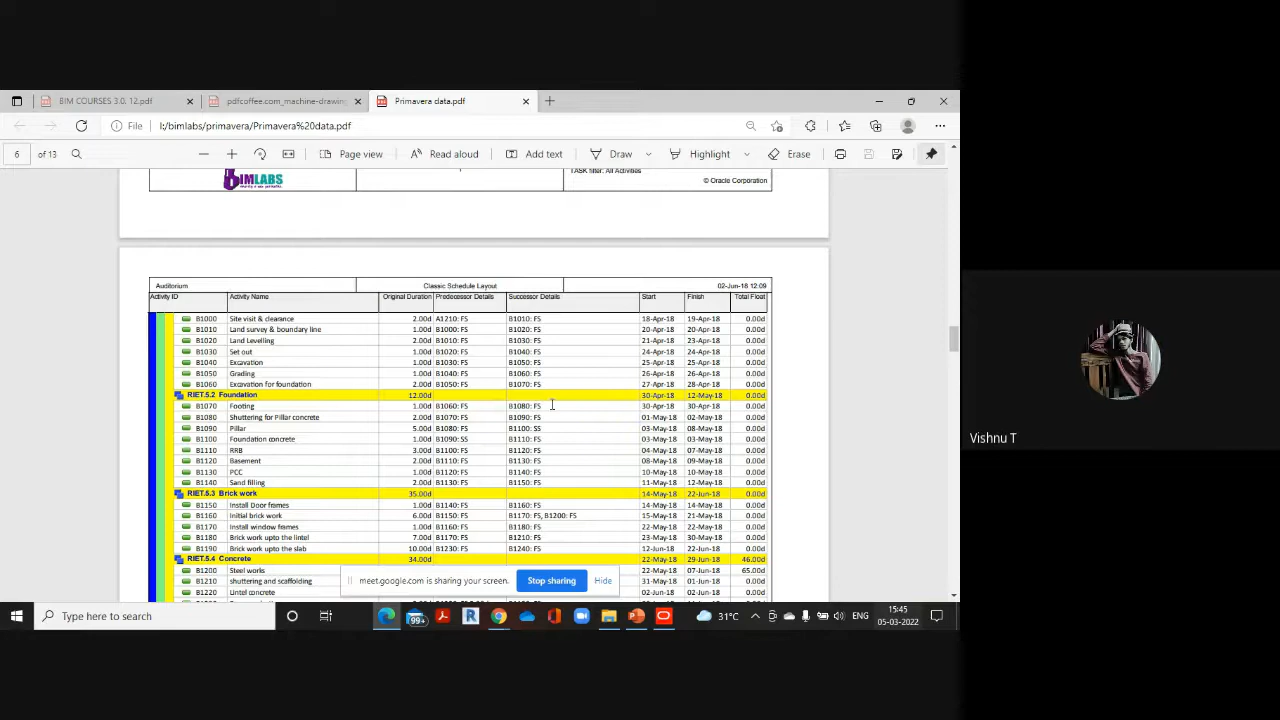 BIM COURSES 3.0. 12.pdf
pdfcoffee.com_machine-drawing
Primavera data.pdf
File
I:/bimlabs/primavera/Primavera%20data.pdf
6 of 13
Page view
Read aloud
Add text
Draw
Highlight
Erase
BIMLABS
TASK filter: All Activities
© Oracle Corporation
Auditorium Classic Schedule Layout 02-Jun-18 12:09
Activity ID Activity Name Original Duration Predecessor Details Successor Details Start Finish Total Float
B1000 Site visit & clearance 2.00d A1210: FS B1010: FS 18-Apr-18 19-Apr-18 0.00d
B1010 Land survey & boundary line 1.00d B1000: FS B1020: FS 20-Apr-18 20-Apr-18 0.00d
B1020 Land Levelling 2.00d B1010: FS B1030: FS 21-Apr-18 23-Apr-18 0.00d
B1030 Set out 1.00d B1020: FS B1040: FS 24-Apr-18 24-Apr-18 0.00d
B1040 Excavation 1.00d B1030: FS B1050: FS 25-Apr-18 25-Apr-18 0.00d
B1050 Grading 1.00d B1040: FS B1060: FS 26-Apr-18 26-Apr-18 0.00d
B1060 Excavation for foundation 2.00d B1050: FS B1070: FS 27-Apr-18 28-Apr-18 0.00d
RIET.5.2 Foundation 12.00d 30-Apr-18 12-May-18 0.00d
B1070 Footing 1.00d B1060: FS B1080: FS 30-Apr-18 30-Apr-18 0.00d
B1080 Shuttering for Pillar concrete 2.00d B1070: FS B1090: FS 01-May-18 02-May-18 0.00d
B1090 Pillar 5.00d B1080: FS B1100: SS 03-May-18 08-May-18 0.00d
B1100 Foundation concrete 1.00d B1090: SS B1110: FS 03-May-18 03-May-18 0.00d
B1110 RRB 3.00d B1100: FS B1120: FS 04-May-18 07-May-18 0.00d
B1120 Basement 2.00d B1110: FS B1130: FS 08-May-18 09-May-18 0.00d
B1130 PCC 1.00d B1120: FS B1140: FS 10-May-18 10-May-18 0.00d
B1140 Sand filling 2.00d B1130: FS B1150: FS 11-May-18 12-May-18 0.00d
RIET.5.3 Brick work 35.00d 14-May-18 22-Jun-18 0.00d
B1150 Install Door frames 1.00d B1140: FS B1160: FS 14-May-18 14-May-18 0.00d
B1160 Initial brick work 6.00d B1150: FS B1170: FS, B1200: FS 15-May-18 21-May-18 0.00d
B1170 Install window frames 1.00d B1160: FS B1180: FS 22-May-18 22-May-18 0.00d
B1180 Brick work upto the lintel 7.00d B1170: FS B1210: FS 23-May-18 30-May-18 0.00d
B1190 Brick work upto the slab 10.00d B1230: FS B1240: FS 12-Jun-18 22-Jun-18 0.00d
RIET.5.4 Concrete 34.00d 22-May-18 29-Jun-18 46.00d
B1200 Steel works 22-May-18 07-Jun-18 65.00d
B1210 shuttering and scaffolding 31-May-18 01-Jun-18 0.00d
B1220 Lintel concrete 02-Jun-18 02-Jun-18 0.00d
meet.google.com is sharing your screen.
Stop sharing
Hide
Type here to search
99+
31°C
ENG
15:45
05-03-2022
Vishnu T